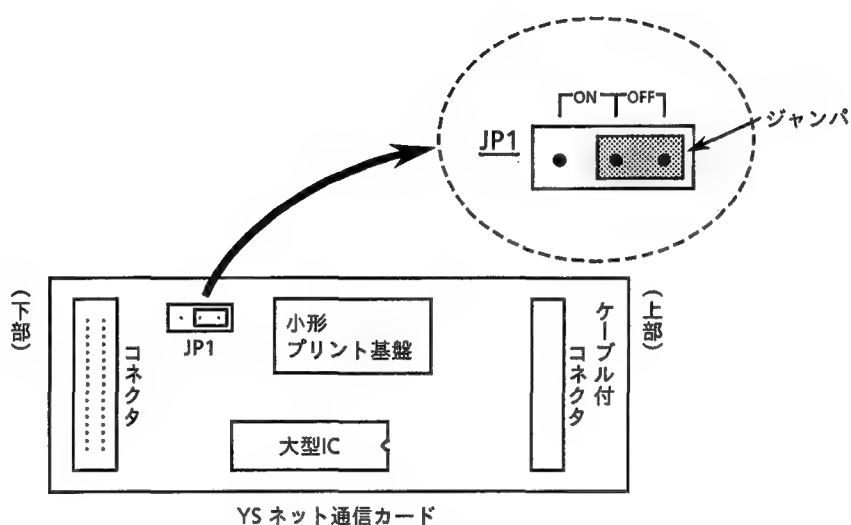 ON OFF
ジャンパ
JP1
(下部)
コネクタ
JP1
小形
プリント基盤
大型IC
ケーブル付
コネクタ
(上部)
YS ネット通信カード